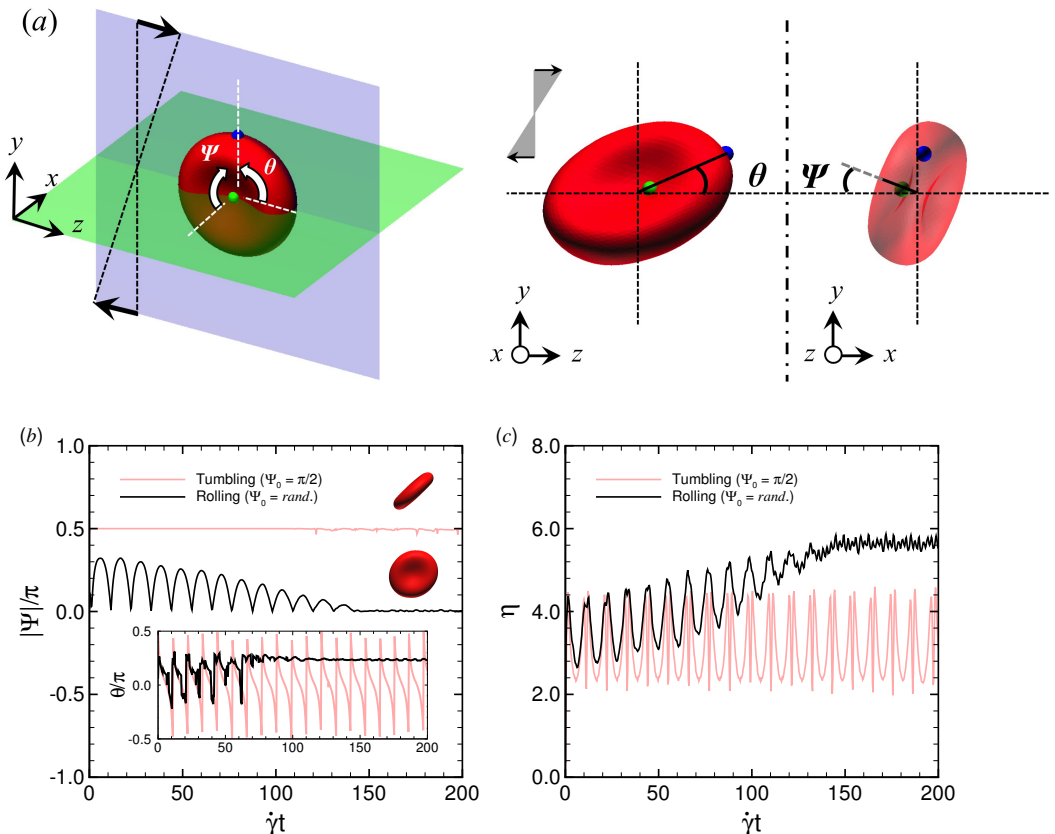 (a)
y
x
z
Ψ
θ
θ
Ψ
y
x
z
y
z
x
(b)
1.0
0.5
0.0
-0.5
-1.0
|Ψ|/π
Tumbling (Ψ0 = π/2)
Rolling (Ψ0 = rand.)
0.5
0.0
-0.5
θ/π
0 50 100 150 200
0 50 100 150 200
γ̇t
(c)
8.0
6.0
4.0
2.0
0.0
η
Tumbling (Ψ0 = π/2)
Rolling (Ψ0 = rand.)
0 50 100 150 200
γ̇t